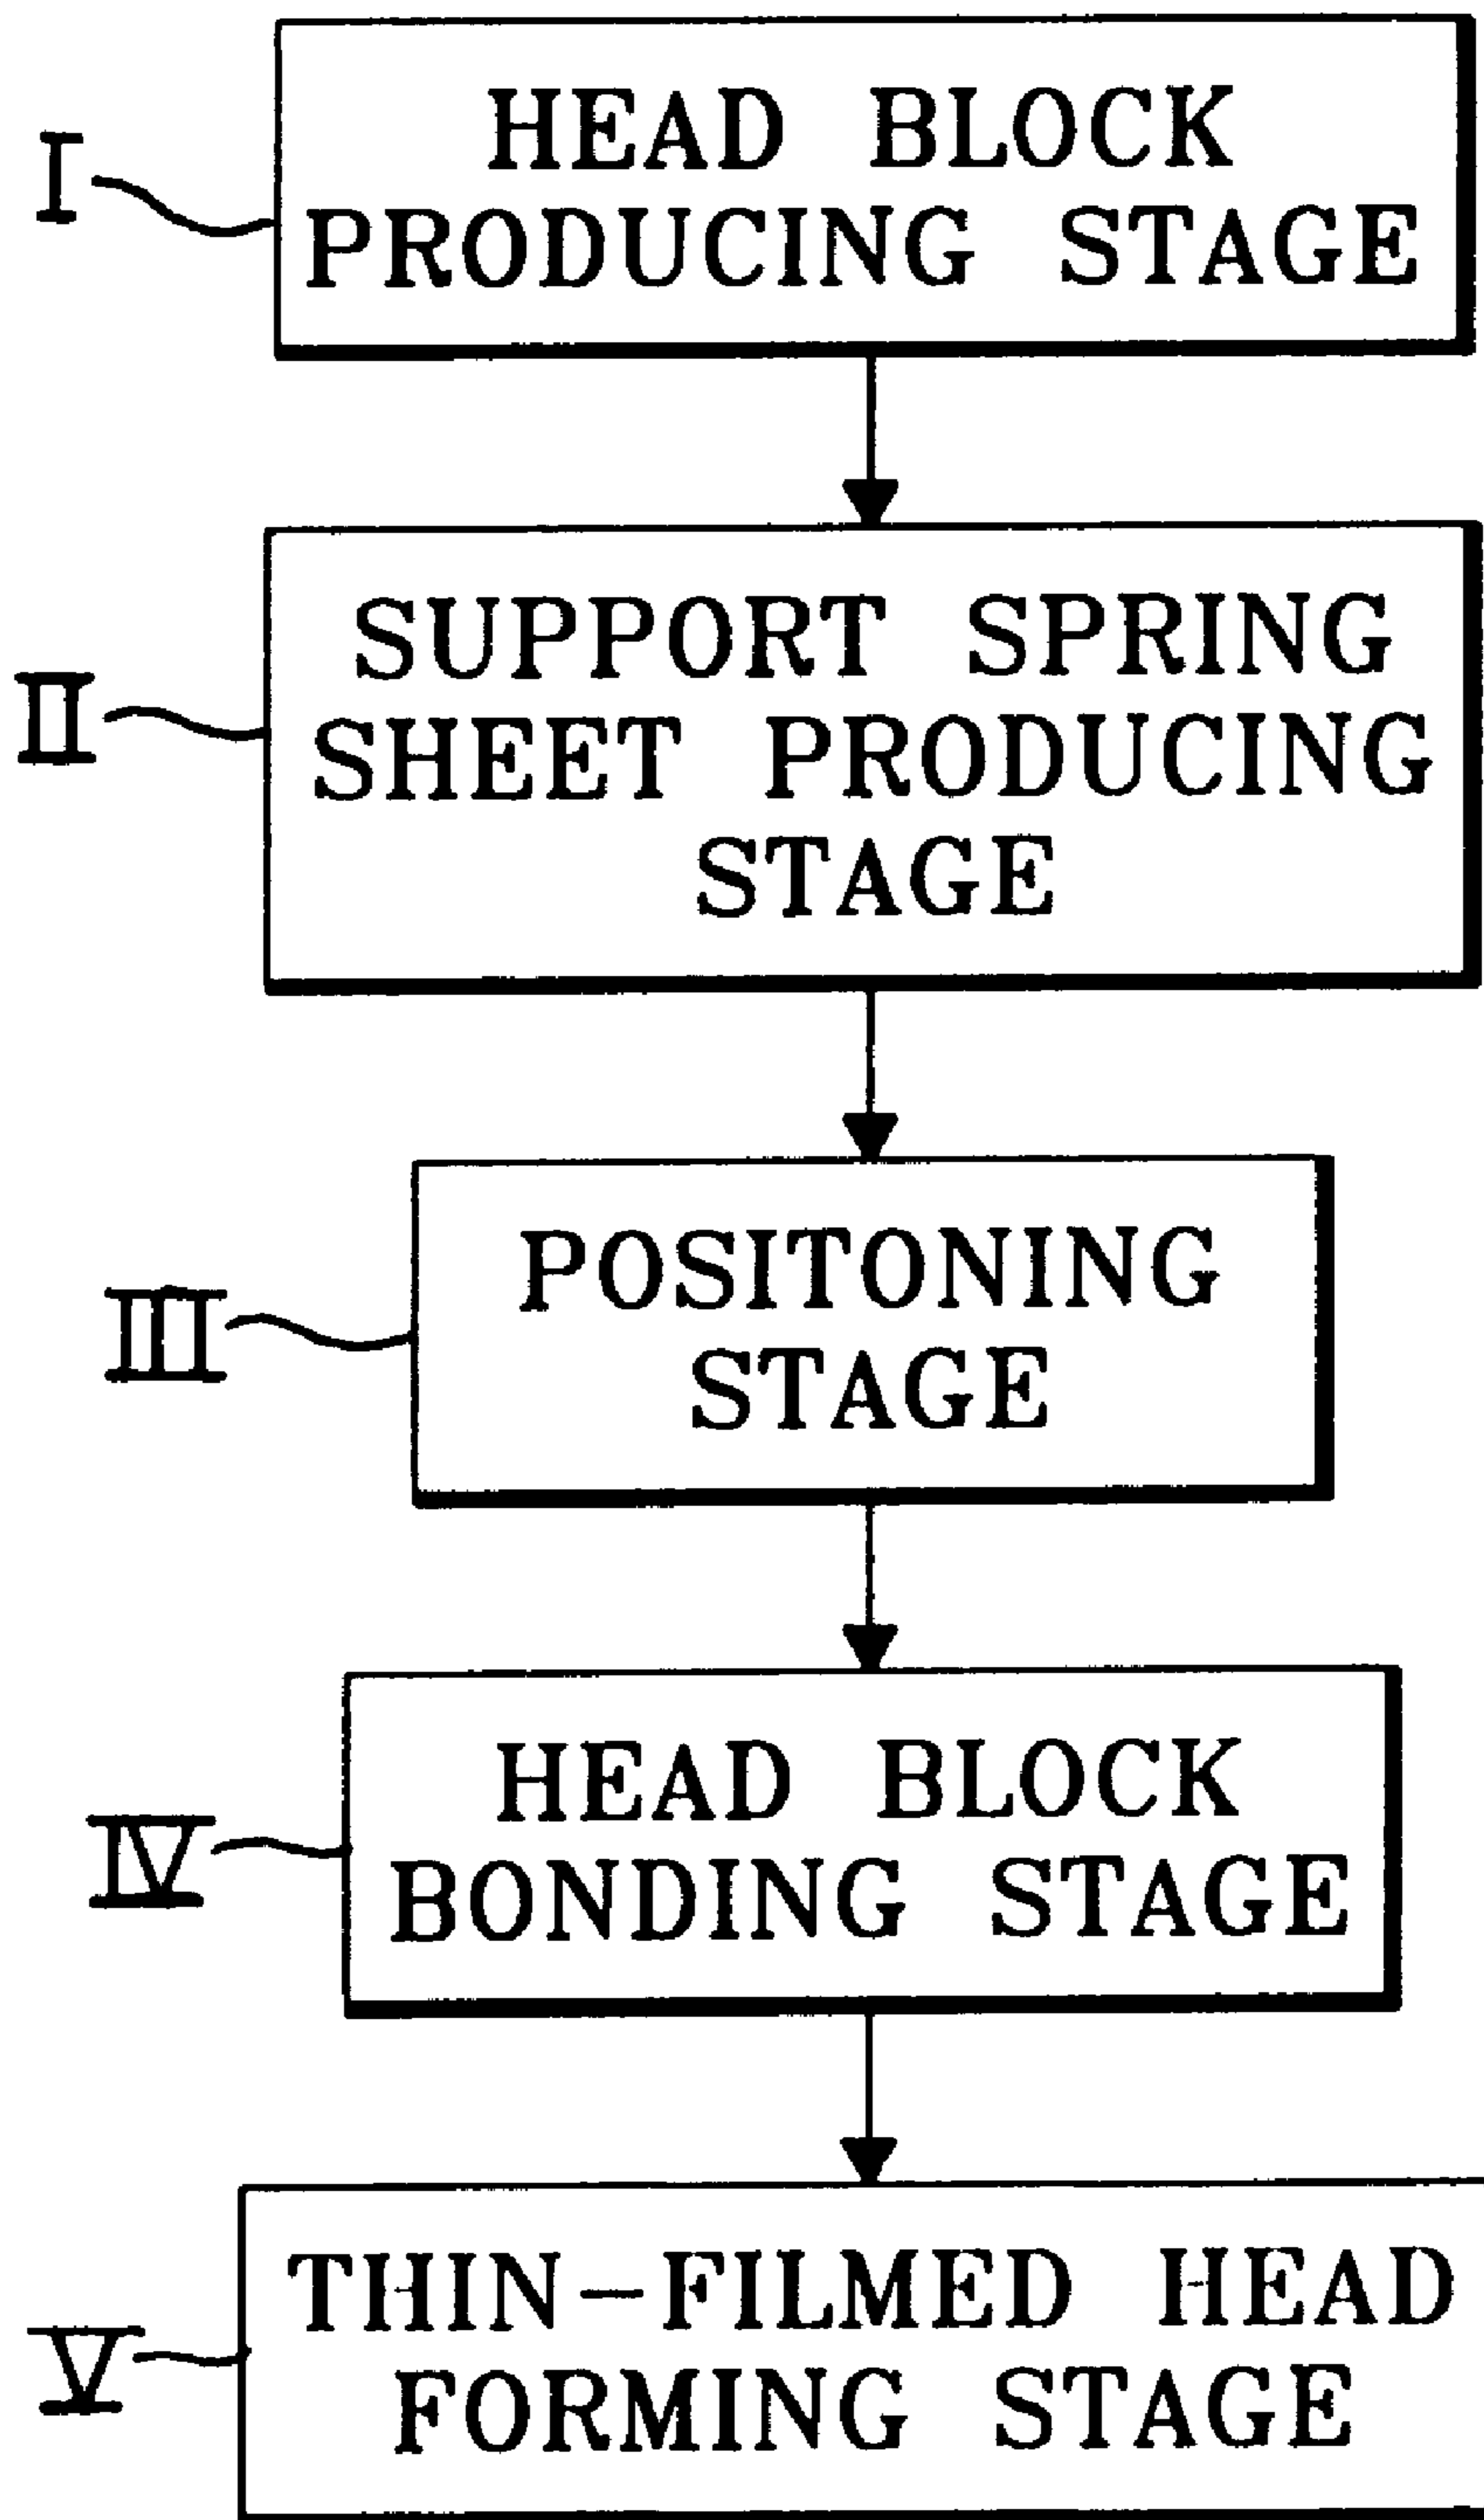 I
HEAD BLOCK
PRODUCING STAGE
II
SUPPORT SPRING
SHEET PRODUCING
STAGE
III
POSITONING
STAGE
IV
HEAD BLOCK
BONDING STAGE
V
THIN-FILMED HEAD
FORMING STAGE